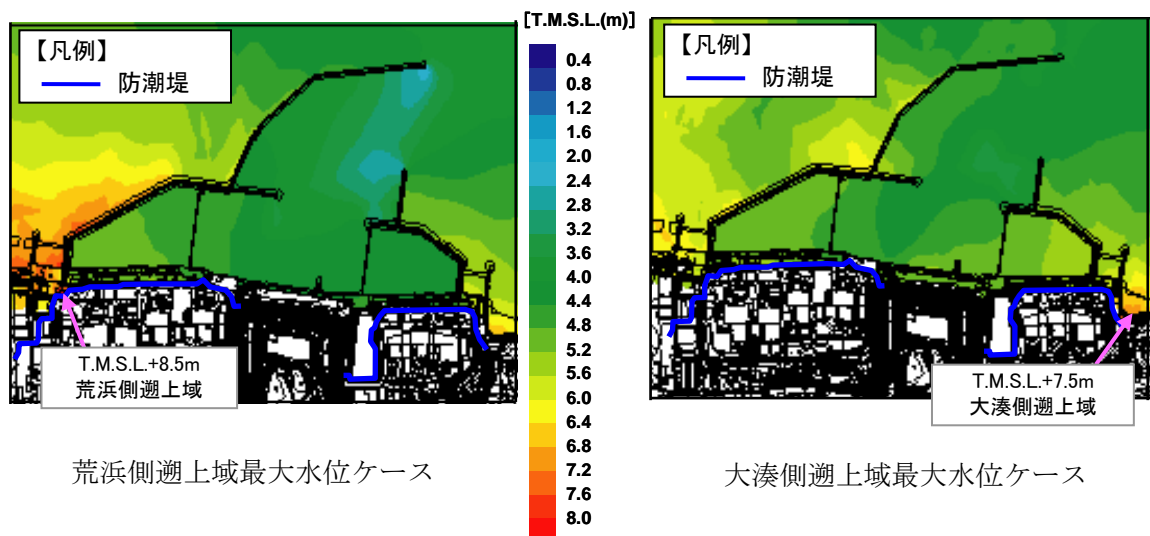 【凡例】
防潮堤
T.M.S.L.+8.5m
荒浜側遡上域
荒浜側遡上域最大水位ケース
[T.M.S.L.(m)]
0.4
0.8
1.2
1.6
2.0
2.4
2.8
3.2
3.6
4.0
4.4
4.8
5.2
5.6
6.0
6.4
6.8
7.2
7.6
8.0
【凡例】
防潮堤
T.M.S.L.+7.5m
大湊側遡上域
大湊側遡上域最大水位ケース